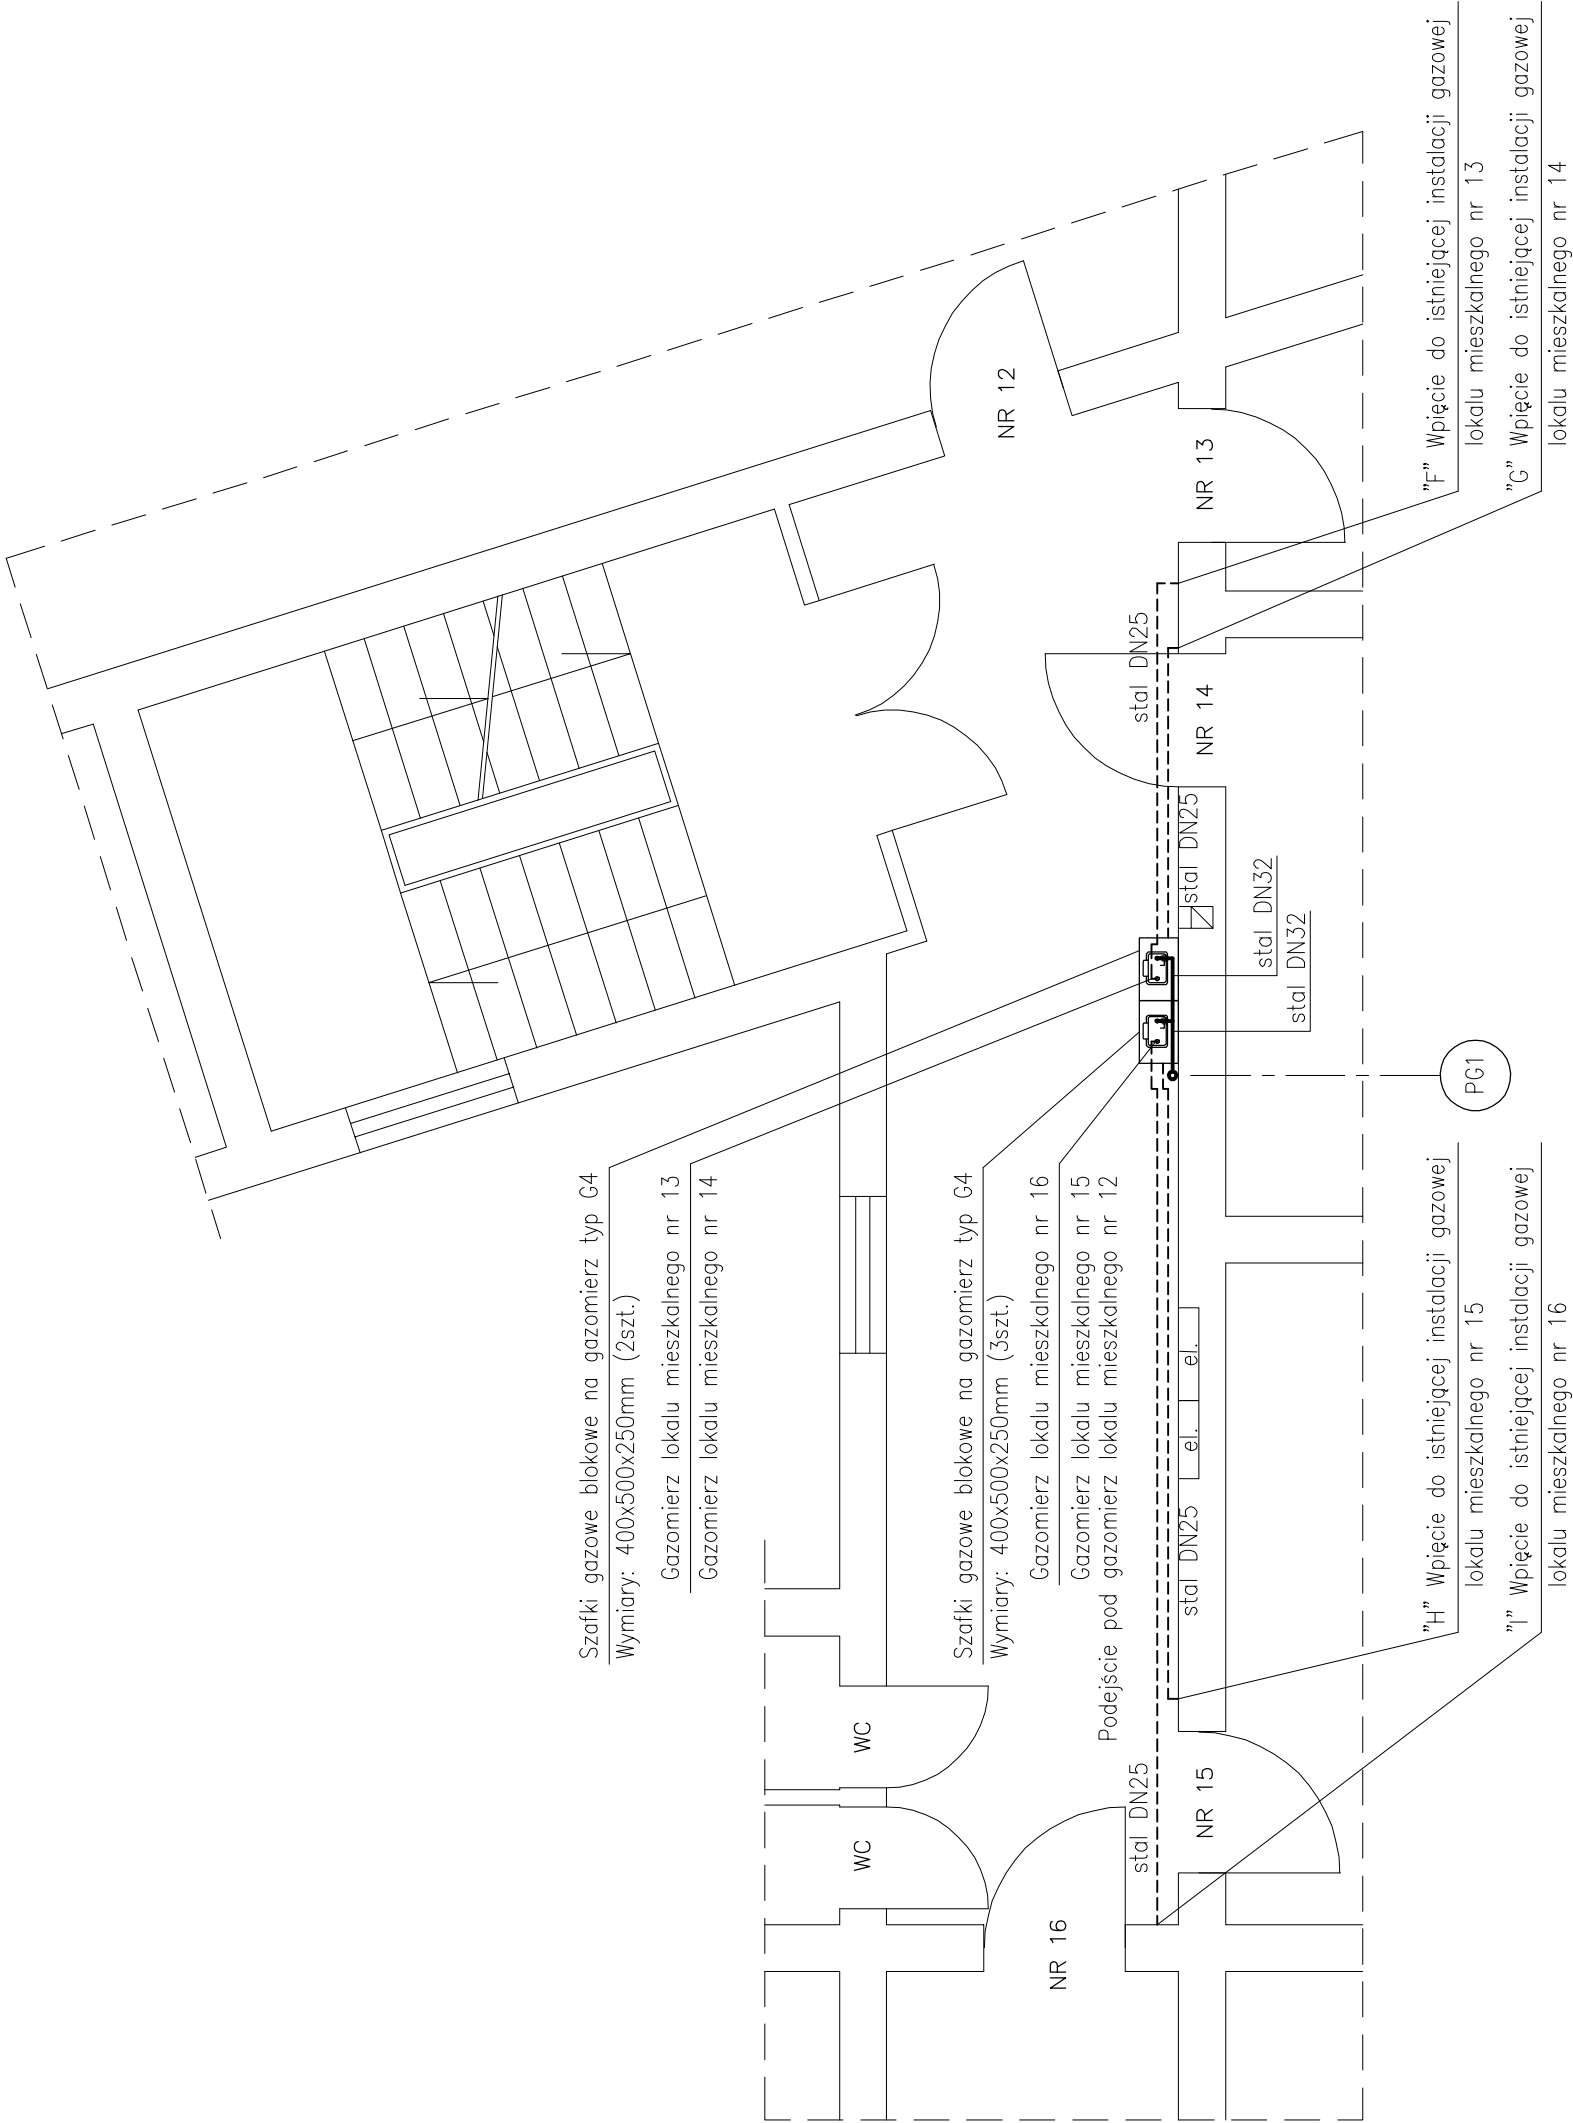 Szafki gazowe blokowe na gazomierz typ G4
Wymiary: 400x500x250mm (2szt.)
Gazomierz lokalu mieszkalnego nr 13
Gazomierz lokalu mieszkalnego nr 14
Szafki gazowe blokowe na gazomierz typ G4
Wymiary: 400x500x250mm (3szt.)
Gazomierz lokalu mieszkalnego nr 16
Gazomierz lokalu mieszkalnego nr 15
Podejście pod gazomierz lokalu mieszkalnego nr 12
WC
WC
NR 16
NR 15
NR 14
NR 13
NR 12
stal DN25
stal DN25
el.
el.
stal DN25
stal DN25
stal DN32
stal DN32
PG1
"H" Wpięcie do istniejącej instalacji gazowej
lokalu mieszkalnego nr 15
"I" Wpięcie do istniejącej instalacji gazowej
lokalu mieszkalnego nr 16
"F" Wpięcie do istniejącej instalacji gazowej
lokalu mieszkalnego nr 13
"G" Wpięcie do istniejącej instalacji gazowej
lokalu mieszkalnego nr 14